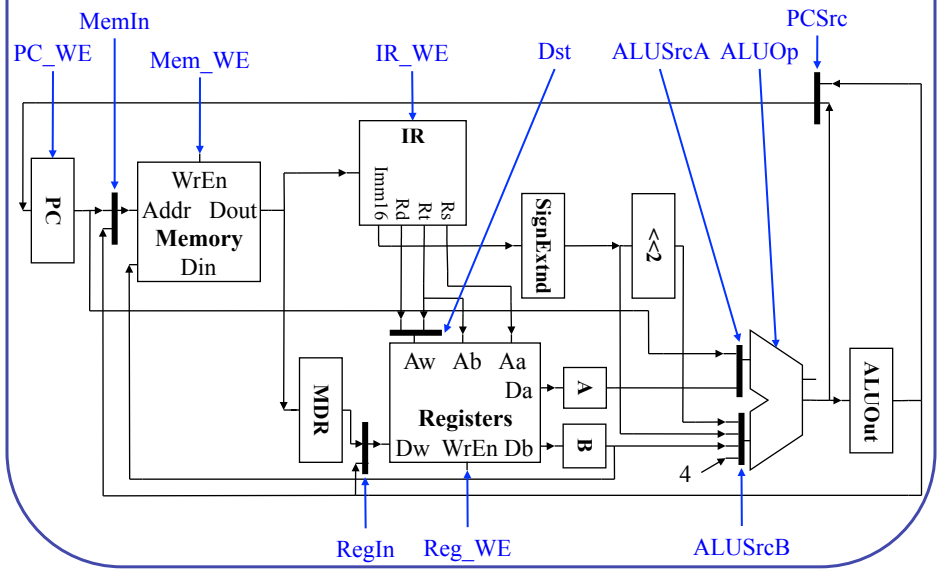 PCSrc
MemIn
PC_WE
Mem_WE
IR_WE
Dst
ALUSrcA
ALUOp
IR
Imm16
Rd
Rt
Rs
WrEn
Addr
Dout
Memory
Din
PC
SignExtnd
<<2
MDR
Aw
Ab
Aa
Da
Registers
Dw
WrEn
Db
A
B
4
ALUOut
RegIn
Reg_WE
ALUSrcB